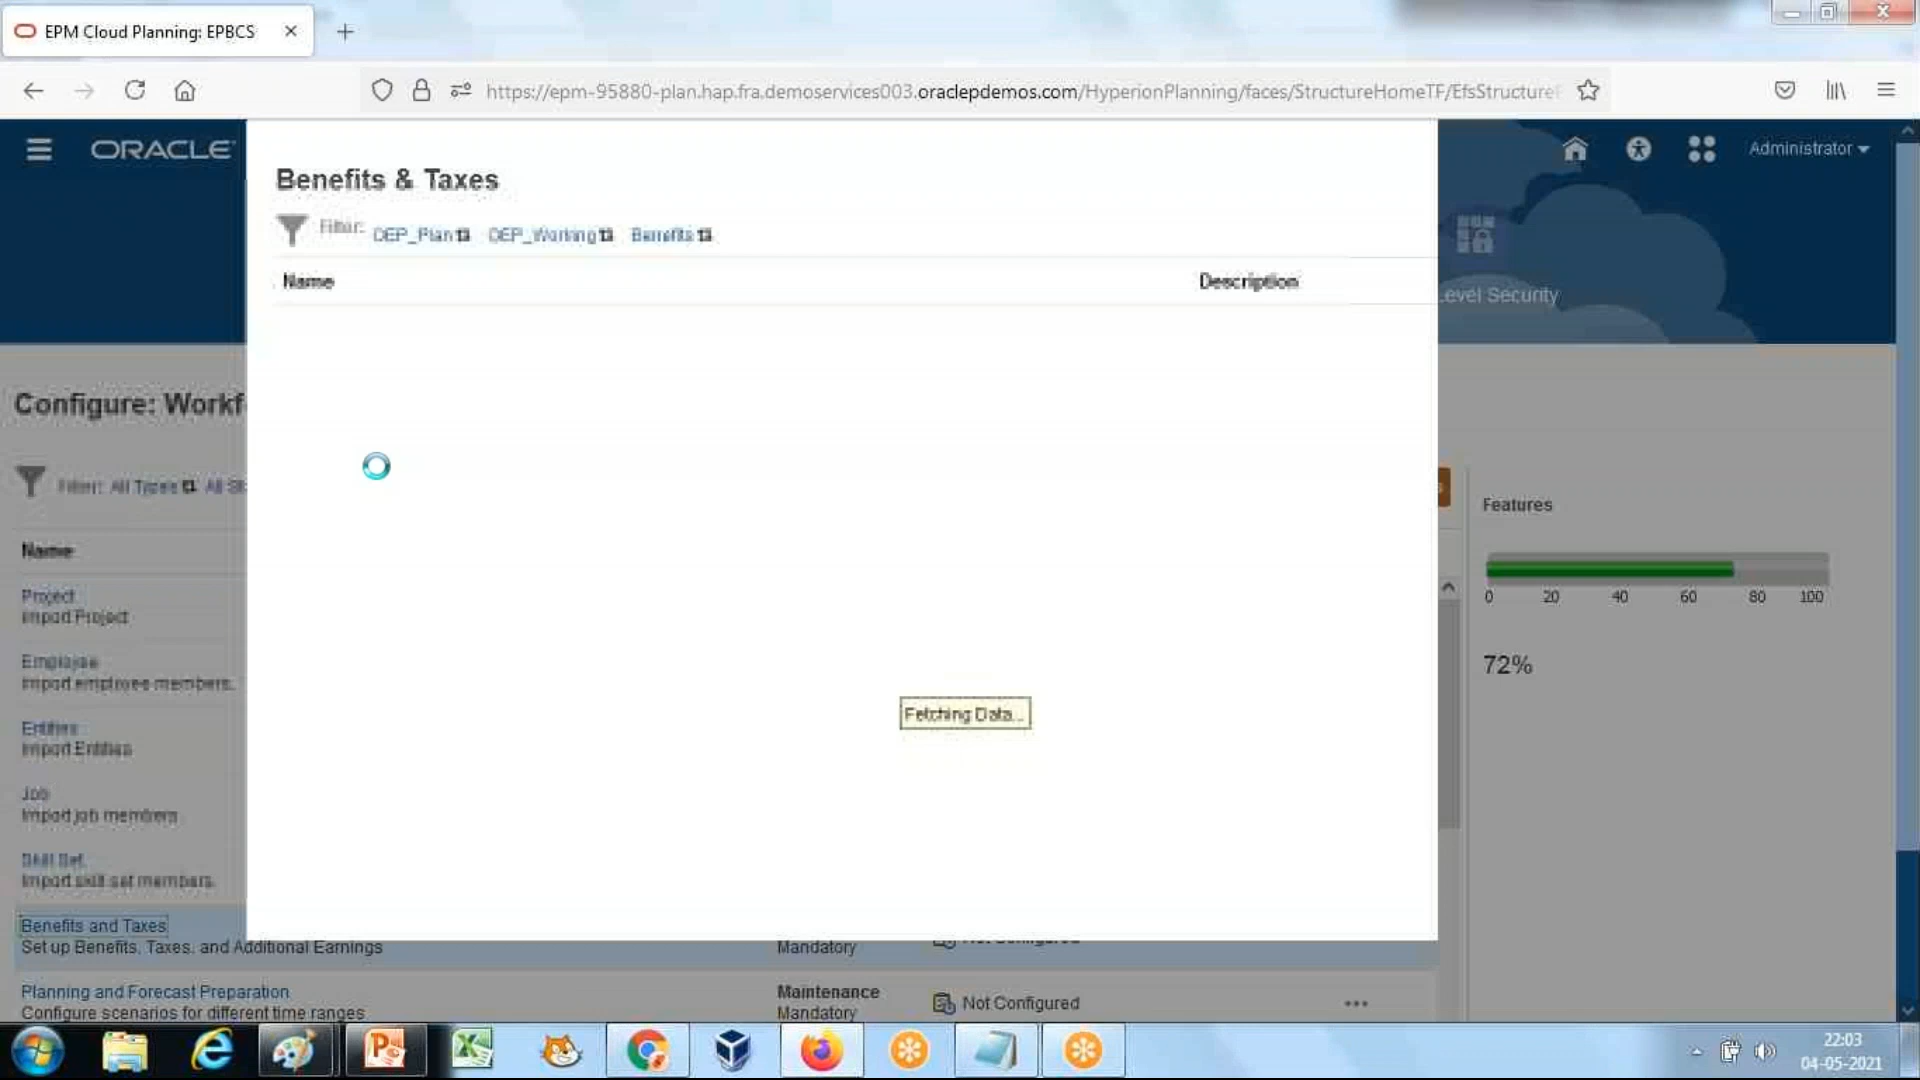 EPM Cloud Planning: EPBCS
https://epm-95880-plan.hap.fra.demoservices003.oraclepdemos.com/HyperionPlanning/faces/StructureHomeTF/EfsStructure
ORACLE
Administrator
Benefits & Taxes
Filter: OEP_Plan OEP_Working Benefits
Name Description
Level Security
Configure: Workf
Filter: All Types All St
Features
Name
0 20 40 60 80 100
Project
Import Project
72%
Employee
Import employee members.
Fetching Data...
Entities
Import Entities
Job
Import job members
Skill Set
Import skill set members.
Benefits and Taxes
Set up Benefits, Taxes, and Additional Earnings
Mandatory
Not Configured
Planning and Forecast Preparation
Configure scenarios for different time ranges
Maintenance
Mandatory
Not Configured
22:03
04-05-2021